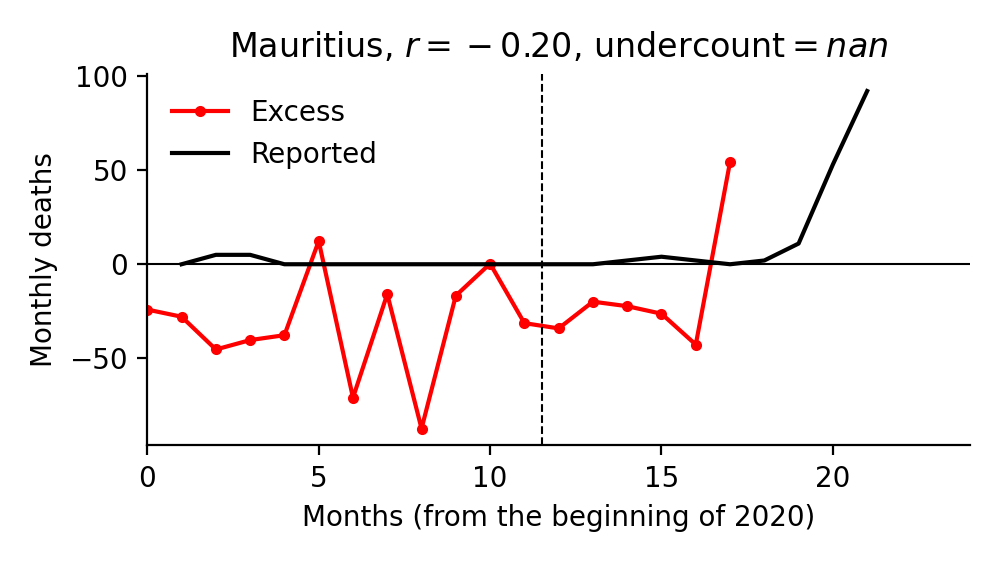 Mauritius, r = −0.20, undercount = nan
Monthly deaths
100
50
0
−50
Excess
Reported
0 5 10 15 20
Months (from the beginning of 2020)